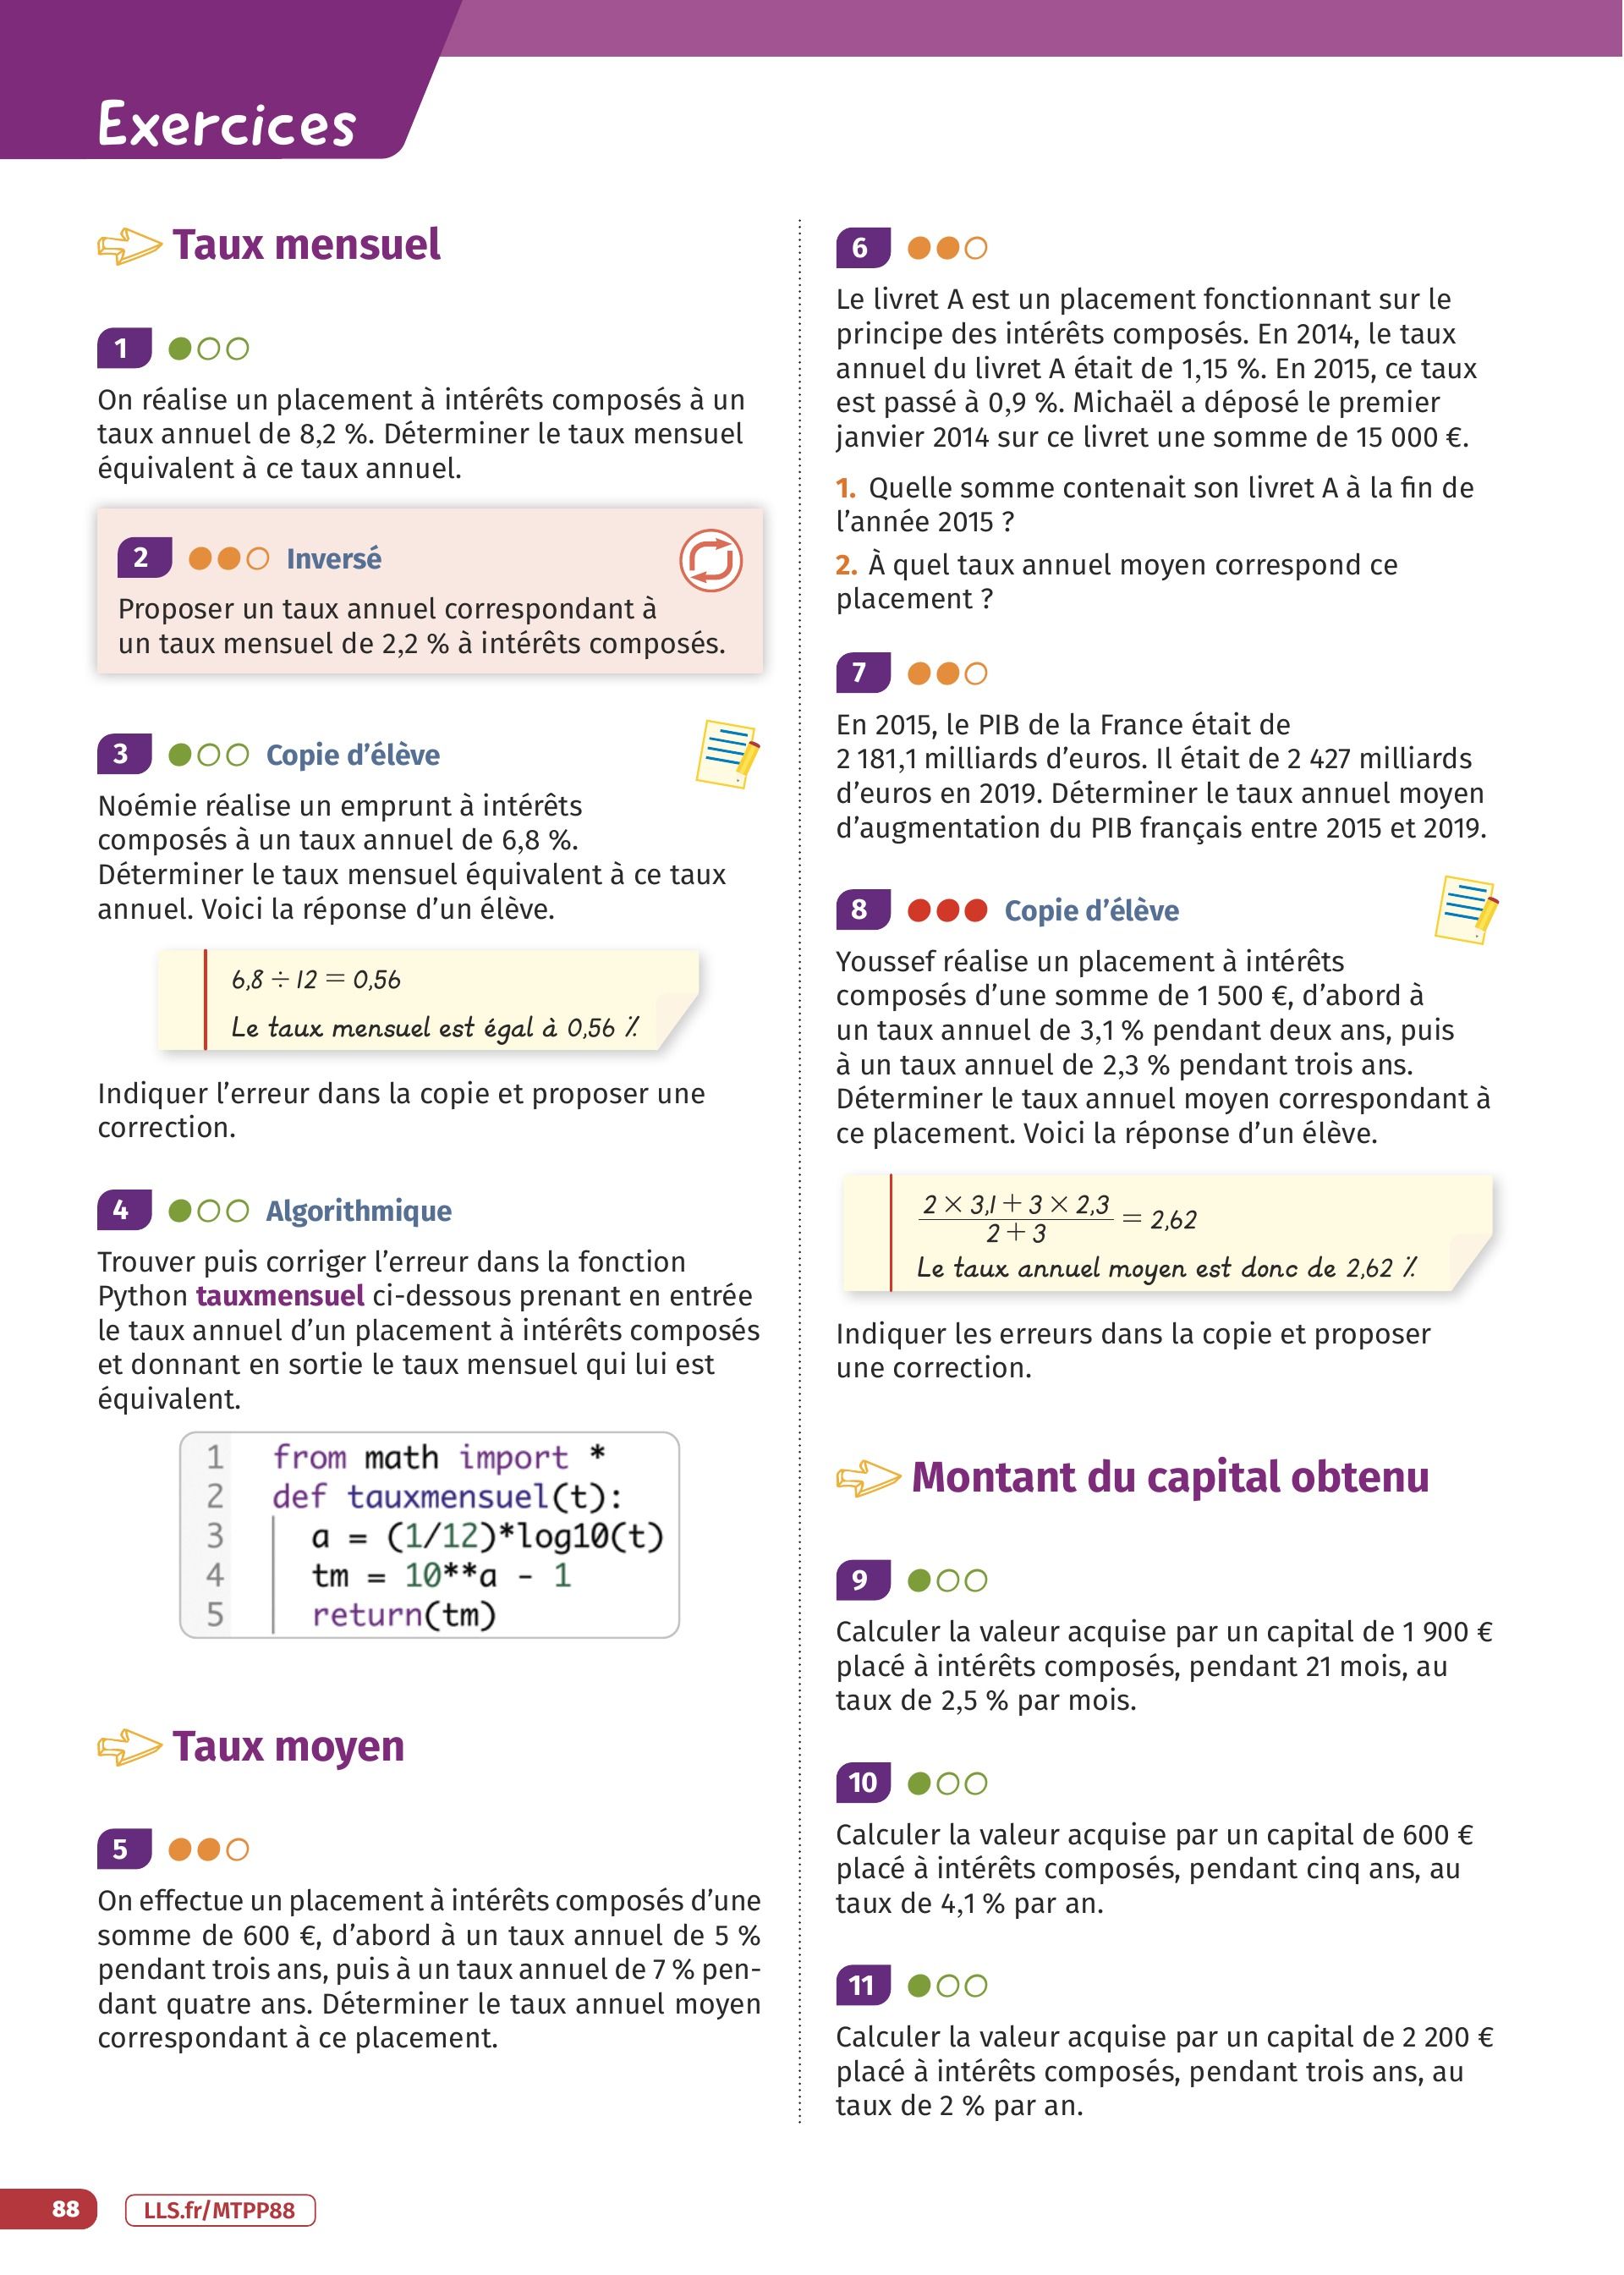 Exercices
Taux mensuel
1
On réalise un placement à intérêts composés à un
taux annuel de 8,2 %. Déterminer le taux mensuel
équivalent à ce taux annuel.
2 Inversé
Proposer un taux annuel correspondant à
un taux mensuel de 2,2 % à intérêts composés.
3 Copie d’élève
Noémie réalise un emprunt à intérêts
composés à un taux annuel de 6,8 %.
Déterminer le taux mensuel équivalent à ce taux
annuel. Voici la réponse d’un élève.
6,8 ÷ 12 = 0,56
Le taux mensuel est égal à 0,56 %
Indiquer l’erreur dans la copie et proposer une
correction.
4 Algorithmique
Trouver puis corriger l’erreur dans la fonction
Python tauxmensuel ci-dessous prenant en entrée
le taux annuel d’un placement à intérêts composés
et donnant en sortie le taux mensuel qui lui est
équivalent.
1 from math import *
2 def tauxmensuel(t):
3 a = (1/12)*log10(t)
4 tm = 10**a - 1
5 return(tm)
Taux moyen
5
On effectue un placement à intérêts composés d’une
somme de 600 €, d’abord à un taux annuel de 5 %
pendant trois ans, puis à un taux annuel de 7 % pen-
dant quatre ans. Déterminer le taux annuel moyen
correspondant à ce placement.
6
Le livret A est un placement fonctionnant sur le
principe des intérêts composés. En 2014, le taux
annuel du livret A était de 1,15 %. En 2015, ce taux
est passé à 0,9 %. Michaël a déposé le premier
janvier 2014 sur ce livret une somme de 15 000 €.
1. Quelle somme contenait son livret A à la fin de
l’année 2015 ?
2. À quel taux annuel moyen correspond ce
placement ?
7
En 2015, le PIB de la France était de
2 181,1 milliards d’euros. Il était de 2 427 milliards
d’euros en 2019. Déterminer le taux annuel moyen
d’augmentation du PIB français entre 2015 et 2019.
8 Copie d’élève
Youssef réalise un placement à intérêts
composés d’une somme de 1 500 €, d’abord à
un taux annuel de 3,1 % pendant deux ans, puis
à un taux annuel de 2,3 % pendant trois ans.
Déterminer le taux annuel moyen correspondant à
ce placement. Voici la réponse d’un élève.
2 × 3,1 + 3 × 2,3
2 + 3
= 2,62
Le taux annuel moyen est donc de 2,62 %
Indiquer les erreurs dans la copie et proposer
une correction.
Montant du capital obtenu
9
Calculer la valeur acquise par un capital de 1 900 €
placé à intérêts composés, pendant 21 mois, au
taux de 2,5 % par mois.
10
Calculer la valeur acquise par un capital de 600 €
placé à intérêts composés, pendant cinq ans, au
taux de 4,1 % par an.
11
Calculer la valeur acquise par un capital de 2 200 €
placé à intérêts composés, pendant trois ans, au
taux de 2 % par an.
88 LLS.fr/MTPP88